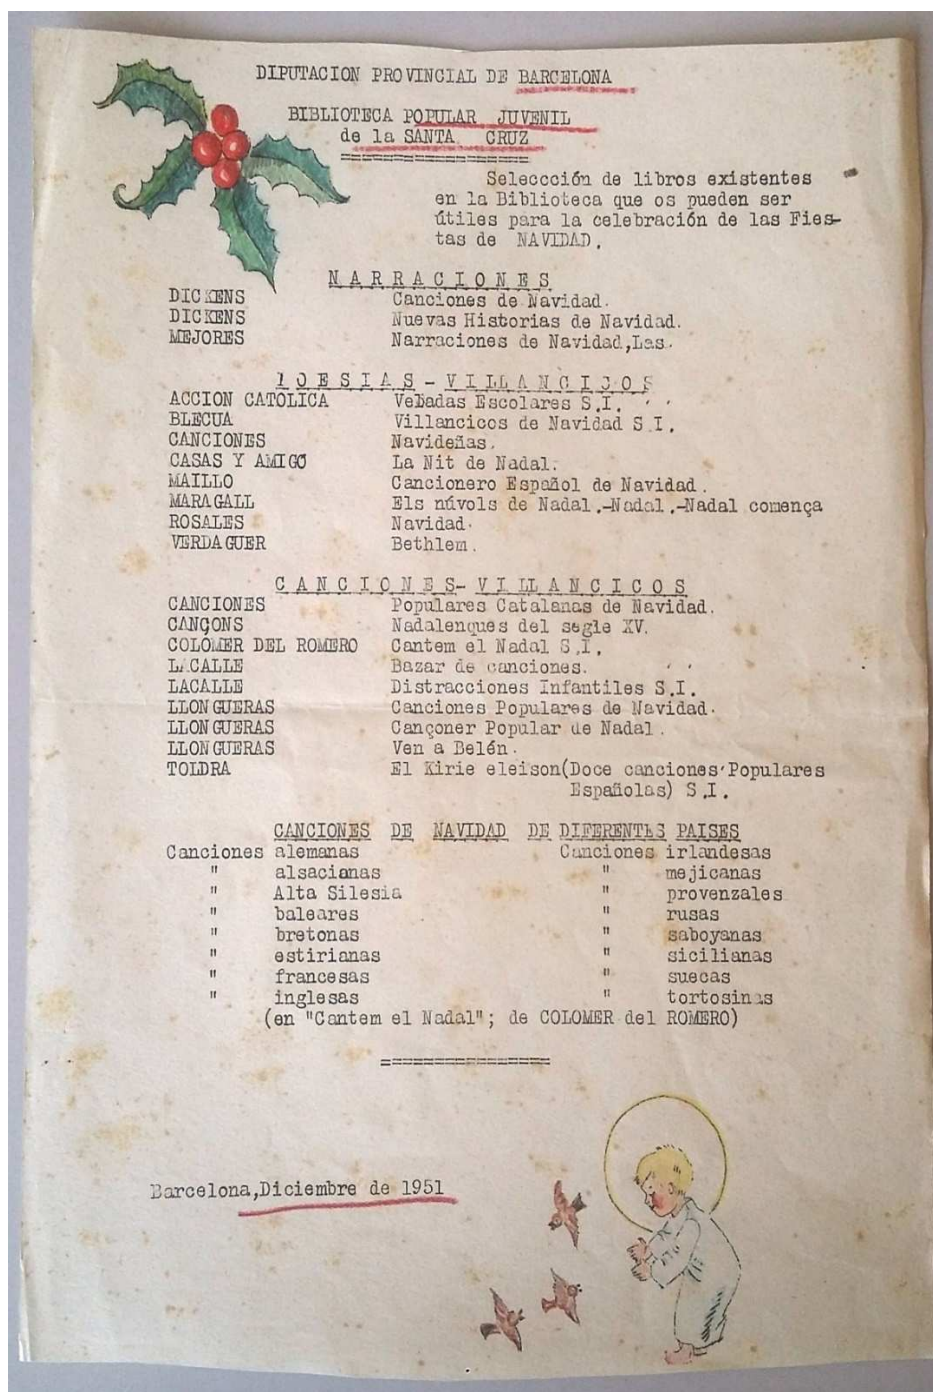 DIPUTACION PROVINCIAL DE BARCELONA
BIBLIOTECA POPULAR JUVENIL
de la SANTA CRUZ
Seleccción de libros existentes
en la Biblioteca que os pueden ser
útiles para la celebración de las Fies-
tas de NAVIDAD.
NARRACIONES
DICKENS Canciones de Navidad.
DICKENS Nuevas Historias de Navidad.
MEJORES Narraciones de Navidad,Las.
POESIAS-VILLANCICOS
ACCION CATOLICA Veladas Escolares S.I.
BLECUA Villancicos de Navidad S.I.
CANCIONES Navideñas.
CASAS Y AMIGO La Nit de Nadal.
MAILLO Cancionero Español de Navidad.
MARAGALL Els núvols de Nadal.-Nadal.-Nadal comença
ROSALES Navidad.
VERDAGUER Bethlem.
CANCIONES-VILLANCICOS
CANCIONES Populares Catalanas de Navidad.
CANÇONS Nadalenques del segle XV.
COLOMER DEL ROMERO Cantem el Nadal S.I.
LACALLE Bazar de canciones. " "
LACALLE Distracciones Infantiles S.I.
LLONGUERAS Canciones Populares de Navidad.
LLONGUERAS Cançoner Popular de Nadal.
LLONGUERAS Ven a Belén.
TOLDRA El Kirie eleison(Doce canciones Populares
Españolas) S.I.
CANCIONES DE NAVIDAD DE DIFERENTES PAISES
Canciones alemanas Canciones irlandesas
" alsacianas " mejicanas
" Alta Silesia " provenzales
" baleares " rusas
" bretonas " saboyanas
" estirianas " sicilianas
" francesas " suecas
" inglesas " tortosinas
(en "Cantem el Nadal"; de COLOMER del ROMERO)
Barcelona,Diciembre de 1951